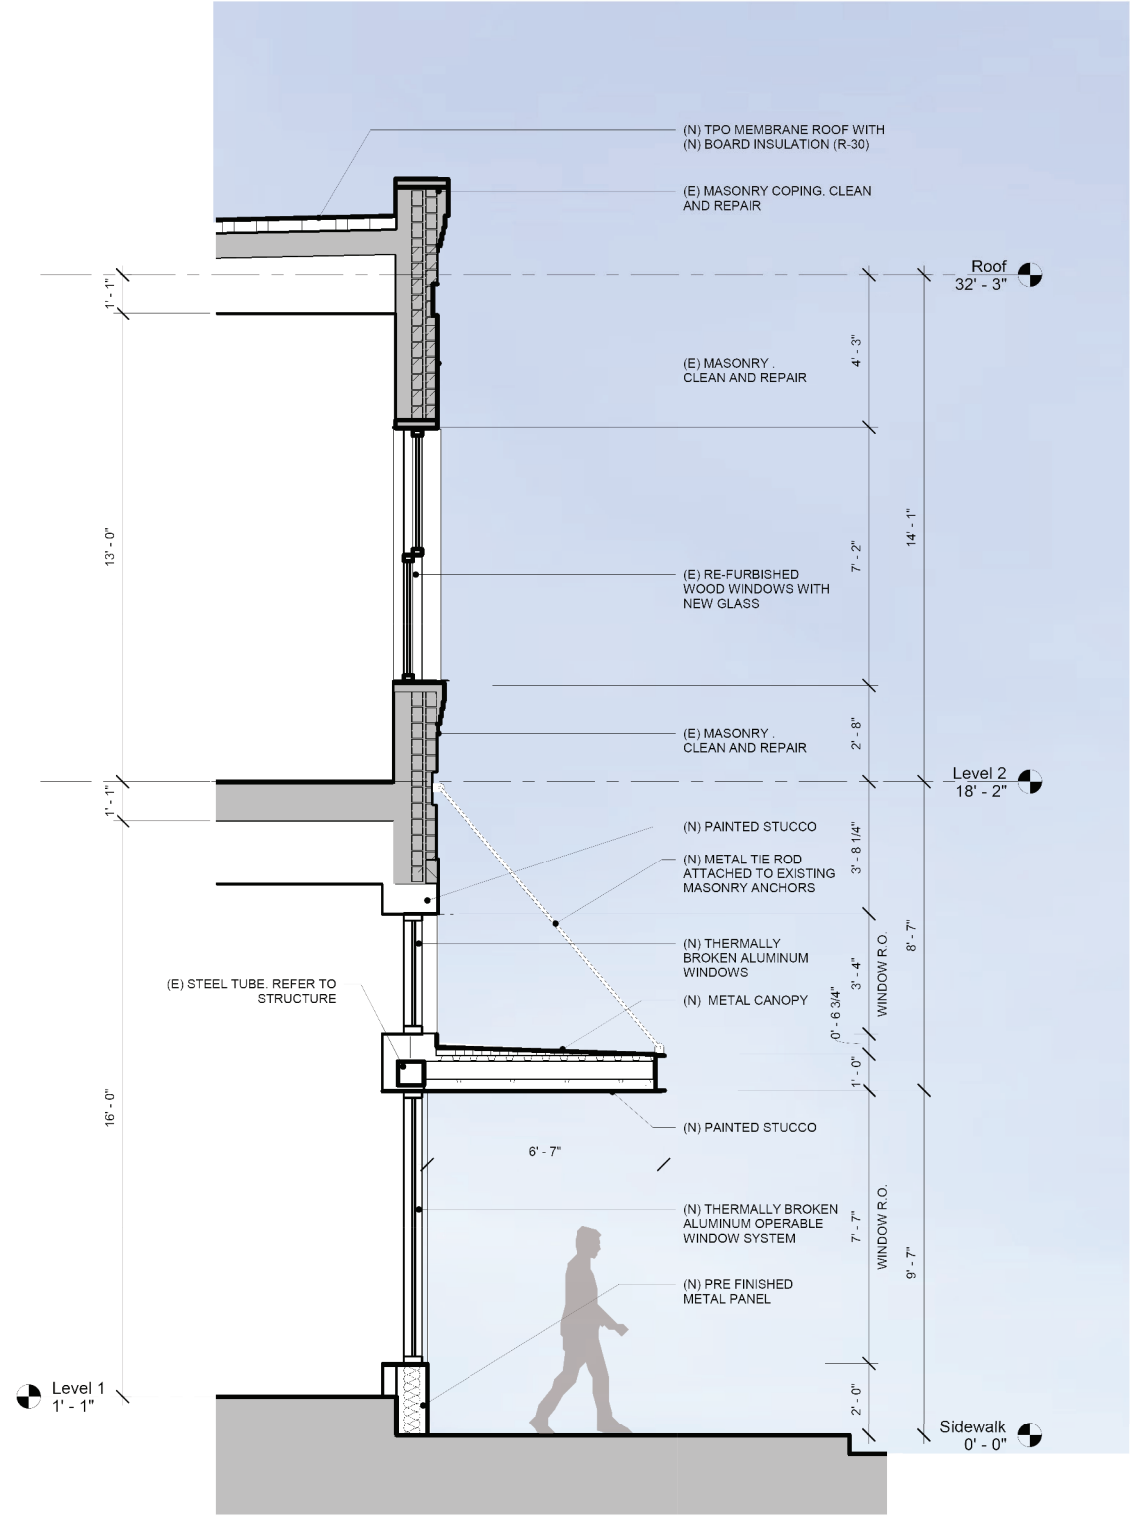 (N) TPO MEMBRANE ROOF WITH
(N) BOARD INSULATION (R-30)
(E) MASONRY COPING. CLEAN
AND REPAIR
Roof
32' - 3"
1' - 1"
4' - 3"
(E) MASONRY .
CLEAN AND REPAIR
13' - 0"
14' - 1"
7' - 2"
(E) RE-FURBISHED
WOOD WINDOWS WITH
NEW GLASS
2' - 8"
(E) MASONRY .
CLEAN AND REPAIR
Level 2
18' - 2"
1' - 1"
(N) PAINTED STUCCO
3' - 8 1/4"
(N) METAL TIE ROD
ATTACHED TO EXISTING
MASONRY ANCHORS
(N) THERMALLY
BROKEN ALUMINUM
WINDOWS
8' - 7"
WINDOW R.O.
3' - 4"
(E) STEEL TUBE. REFER TO
STRUCTURE
(N) METAL CANOPY
0' - 6 3/4"
1' - 0"
16' - 0"
(N) PAINTED STUCCO
6' - 7"
(N) THERMALLY BROKEN
ALUMINUM OPERABLE
WINDOW SYSTEM
7' - 7"
WINDOW R.O.
9' - 7"
(N) PRE FINISHED
METAL PANEL
Level 1
1' - 1"
2' - 0"
Sidewalk
0' - 0"